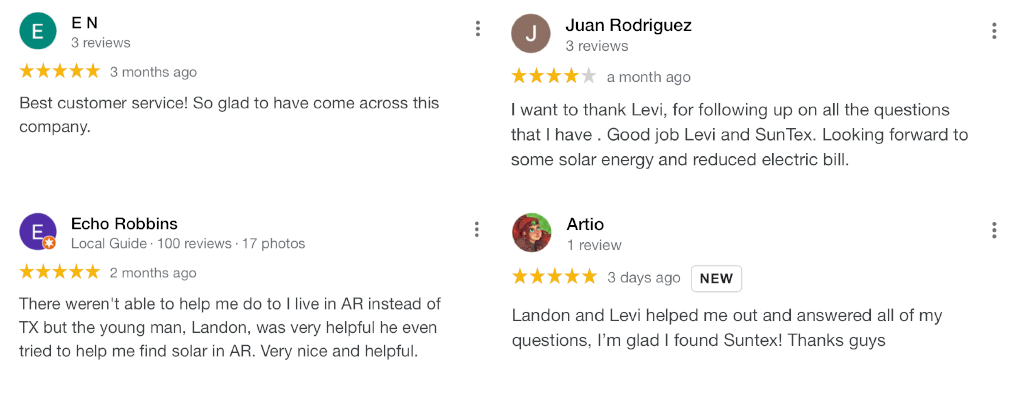 E
E N
3 reviews
3 months ago
Best customer service! So glad to have come across this
company.
J
Juan Rodriguez
3 reviews
a month ago
I want to thank Levi, for following up on all the questions
that I have . Good job Levi and SunTex. Looking forward to
some solar energy and reduced electric bill.
E
Echo Robbins
Local Guide · 100 reviews · 17 photos
2 months ago
There weren't able to help me do to I live in AR instead of
TX but the young man, Landon, was very helpful he even
tried to help me find solar in AR. Very nice and helpful.
Artio
1 review
3 days ago NEW
Landon and Levi helped me out and answered all of my
questions, I’m glad I found Suntex! Thanks guys